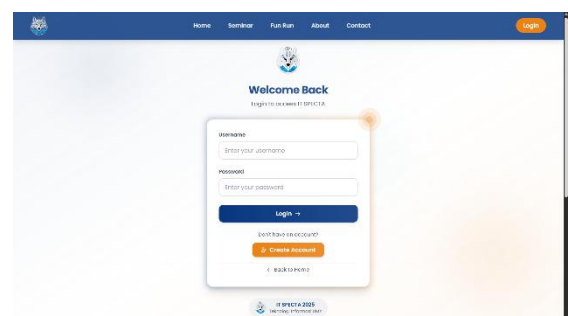 Home Seminar Fun Run About Contact Login
Welcome Back
Login to access IT SPECTA
Username
Enter your username
Password
Enter your password
Login →
Don't have an account?
Create Account
Back to Home
IT SPECTA 2025